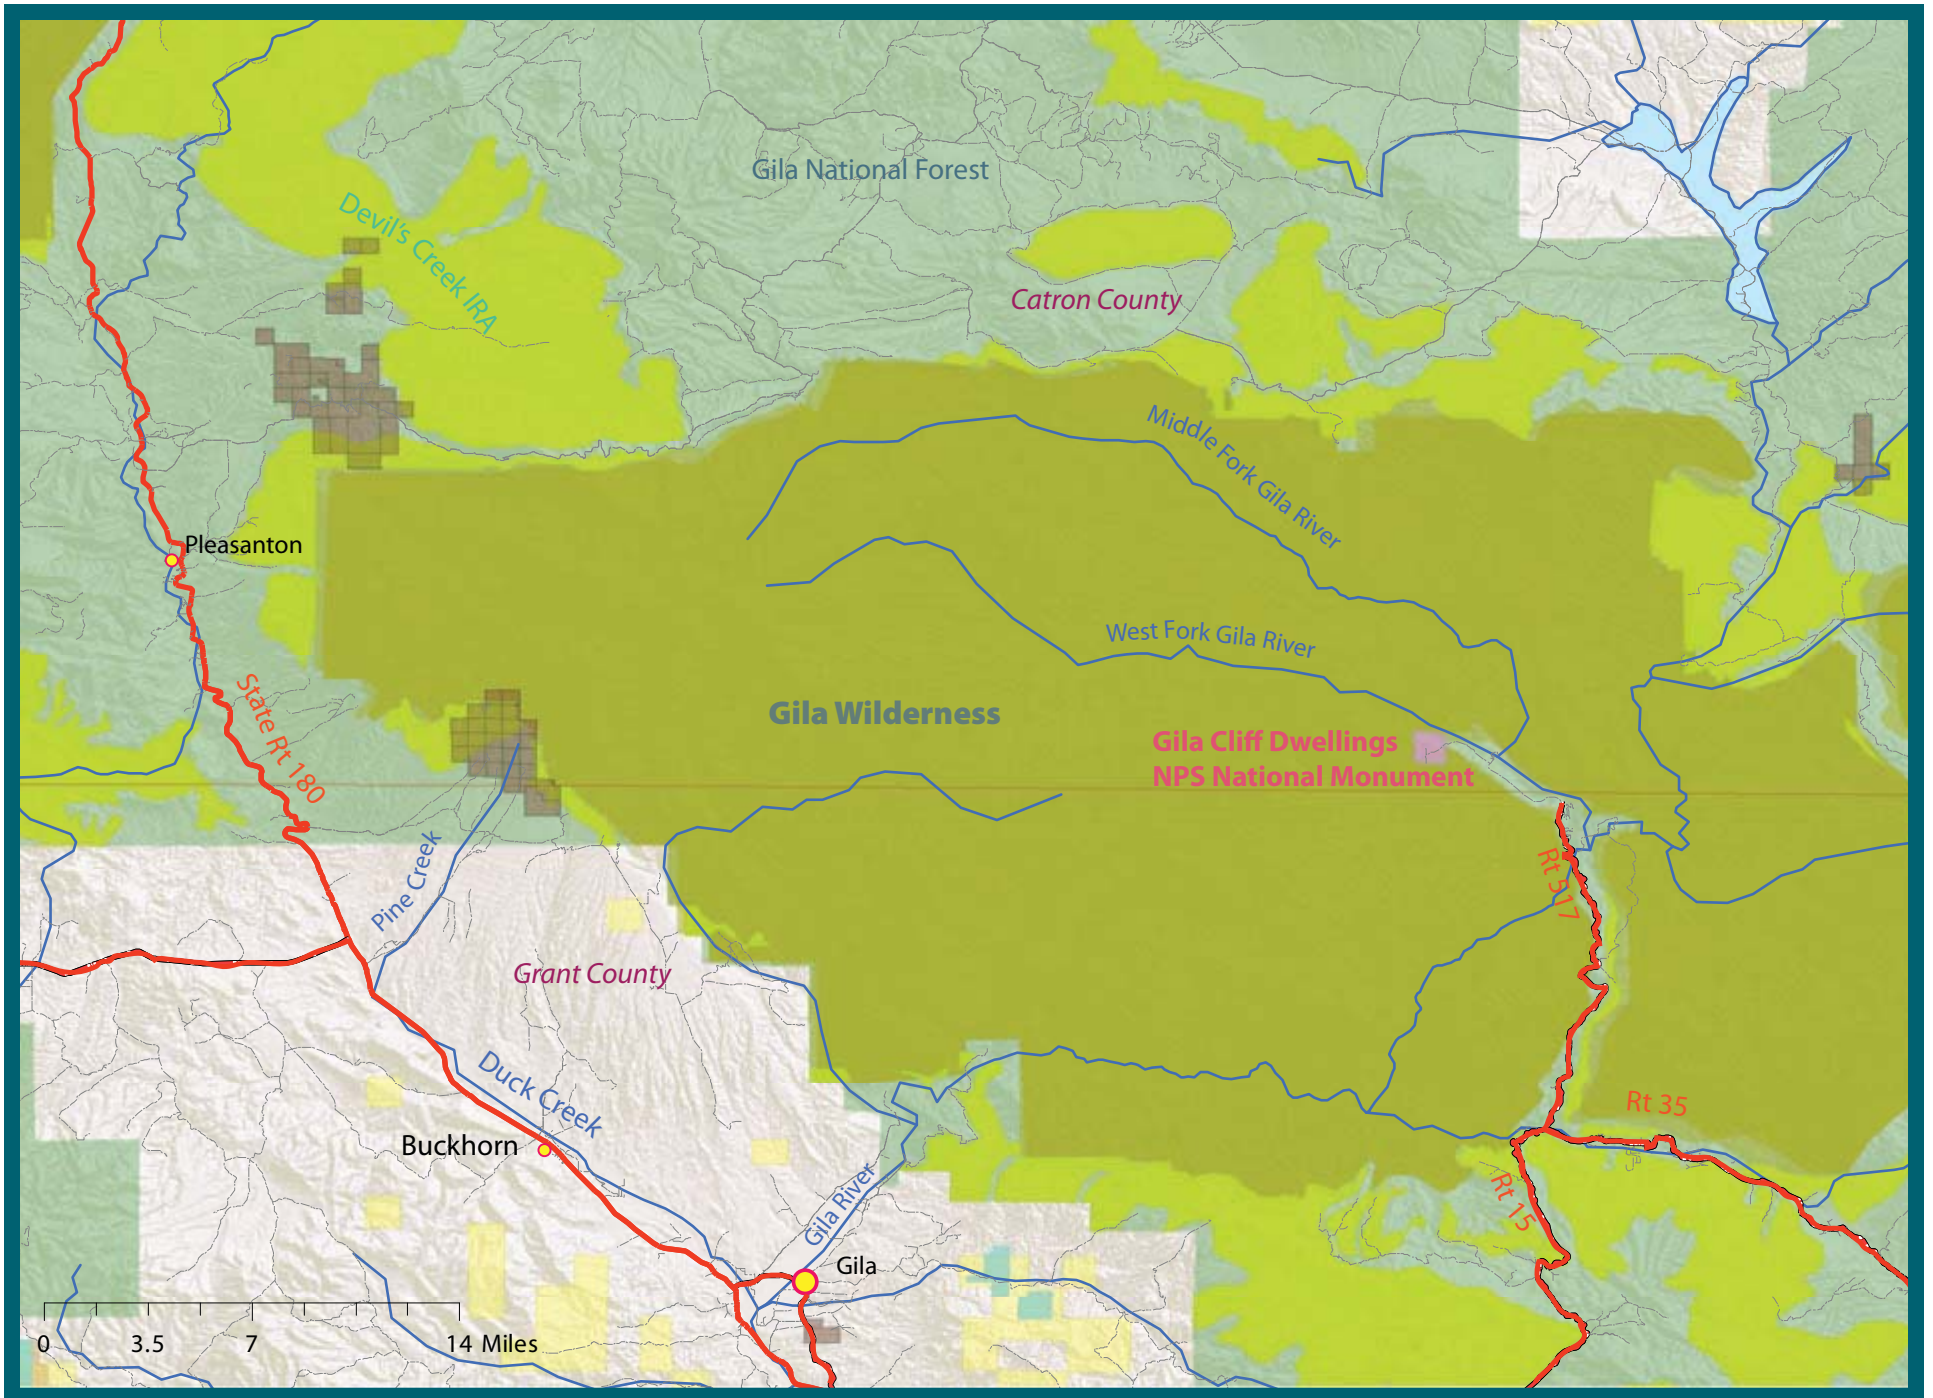 Gila National Forest
Devil's Creek IRA
Catron County
Middle Fork Gila River
Pleasanton
West Fork Gila River
State Rt 180
Gila Wilderness
Gila Cliff Dwellings
NPS National Monument
Pine Creek
Rt 517
Grant County
Duck Creek
Rt 35
Buckhorn
Gila River
Rt 15
Gila
0 3.5 7 14 Miles